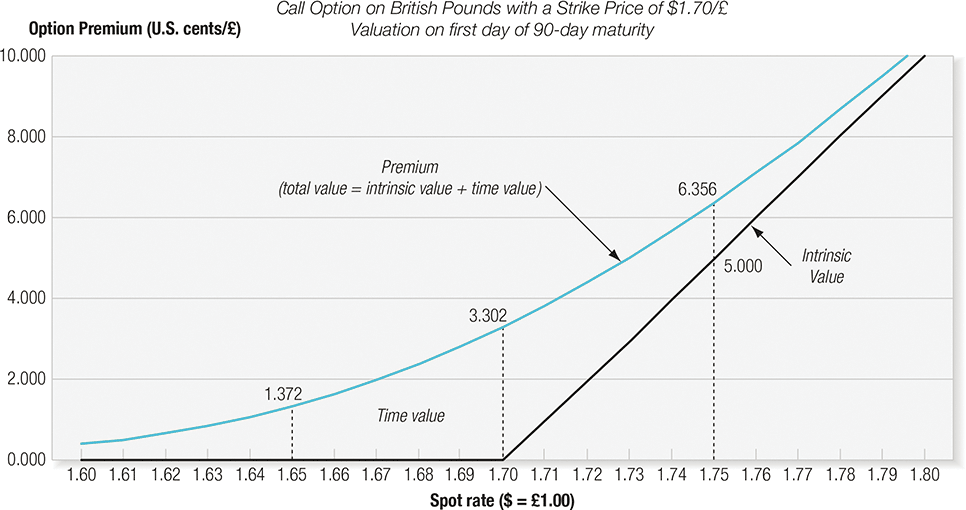 Call Option on British Pounds with a Strike Price of $1.70/£
Valuation on first day of 90-day maturity
Option Premium (U.S. cents/£)
10.000
8.000
6.000
4.000
2.000
0.000
Premium
(total value = intrinsic value + time value)
6.356
5.000
Intrinsic
Value
3.302
1.372
Time value
1.60 1.61 1.62 1.63 1.64 1.65 1.66 1.67 1.68 1.69 1.70 1.71 1.72 1.73 1.74 1.75 1.76 1.77 1.78 1.79 1.80
Spot rate ($ = £1.00)